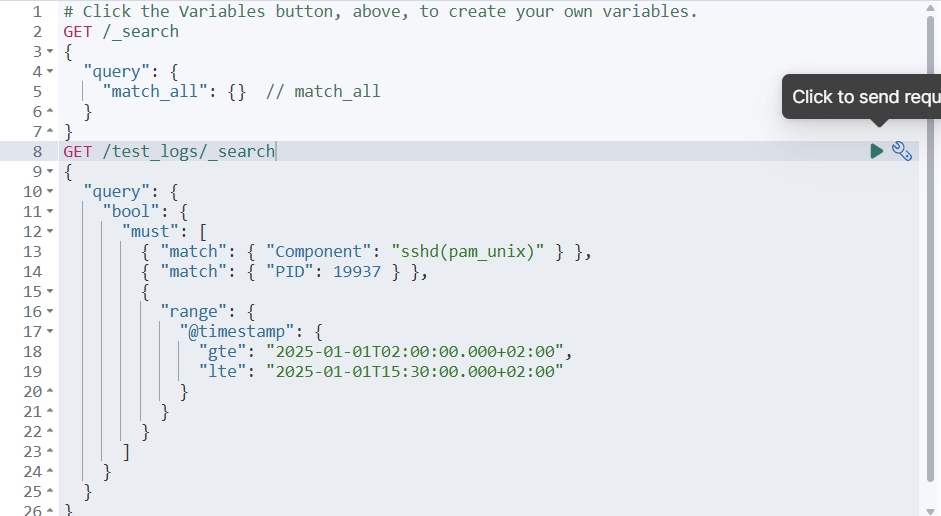 1 # Click the Variables button, above, to create your own variables.
2 GET /_search
3 {
4 "query": {
5 "match_all": {} // match_all
6 }
7 }
Click to send requ
8 GET /test_logs/_search
9 {
10 "query": {
11 "bool": {
12 "must": [
13 { "match": { "Component": "sshd(pam_unix)" } },
14 { "match": { "PID": 19937 } },
15 {
16 "range": {
17 "@timestamp": {
18 "gte": "2025-01-01T02:00:00.000+02:00",
19 "lte": "2025-01-01T15:30:00.000+02:00"
20 }
21 }
22 }
23 ]
24 }
25 }
26 }